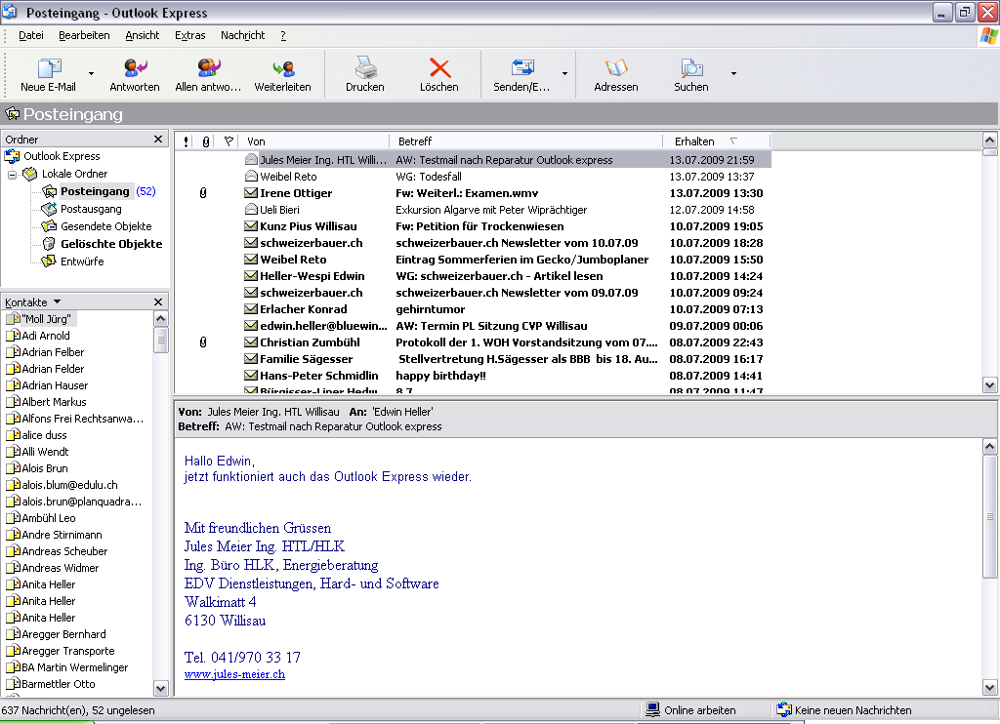 Posteingang - Outlook Express
Datei Bearbeiten Ansicht Extras Nachricht ?
Neue E-Mail Antworten Allen antwo... Weiterleiten Drucken Löschen Senden/E... Adressen Suchen
Posteingang
Ordner
Outlook Express
Lokale Ordner
Posteingang (52)
Postausgang
Gesendete Objekte
Gelöschte Objekte
Entwürfe
Kontakte
"Moll Jürg"
Adi Arnold
Adrian Felber
Adrian Felder
Adrian Hauser
Albert Markus
Alfons Frei Rechtsanwa...
alice duss
Alli Wendt
Alois Brun
alois.blum@edulu.ch
alois.brun@planquadra...
Ambühl Leo
Andre Stirnimann
Andreas Scheuber
Andreas Widmer
Anita Heller
Anita Heller
Anita Heller
Aregger Bernhard
Aregger Transporte
BA Martin Wermelinger
Barmettler Otto
! Von Betreff Erhalten
Jules Meier Ing. HTL Willi... AW: Testmail nach Reparatur Outlook express 13.07.2009 21:59
Weibel Reto WG: Todesfall 13.07.2009 13:37
Irene Ottiger Fw: Weiterl.: Examen.wmv 13.07.2009 13:30
Ueli Bieri Exkursion Algarve mit Peter Wiprächtiger 12.07.2009 14:58
Kunz Pius Willisau Fw: Petition für Trockenwiesen 10.07.2009 19:05
schweizerbauer.ch schweizerbauer.ch Newsletter vom 10.07.09 10.07.2009 18:28
Weibel Reto Eintrag Sommerferien im Gecko/Jumboplaner 10.07.2009 15:50
Heller-Wespi Edwin WG: schweizerbauer.ch - Artikel lesen 10.07.2009 14:24
schweizerbauer.ch schweizerbauer.ch Newsletter vom 09.07.09 10.07.2009 09:24
Erlacher Konrad gehirntumor 10.07.2009 07:13
edwin.heller@bluewin... AW: Termin PL Sitzung CVP Willisau 09.07.2009 00:06
Christian Zumbühl Protokoll der 1. WOH Vorstandsitzung vom 07.... 08.07.2009 22:43
Familie Sägesser Stellvertretung H.Sägesser als BBB bis 18. Au... 08.07.2009 16:17
Hans-Peter Schmidlin happy birthday!! 08.07.2009 14:41
Bürgisser-Liner Hedw 8.7 08.07.2009 11:47
Von: Jules Meier Ing. HTL Willisau An: 'Edwin Heller'
Betreff: AW: Testmail nach Reparatur Outlook express
Hallo Edwin,
jetzt funktioniert auch das Outlook Express wieder.
Mit freundlichen Grüssen
Jules Meier Ing. HTL/HLK
Ing. Büro HLK, Energieberatung
EDV Dienstleistungen, Hard- und Software
Walkimatt 4
6130 Willisau
Tel. 041/970 33 17
www.jules-meier.ch
637 Nachricht(en), 52 ungelesen Online arbeiten Keine neuen Nachrichten